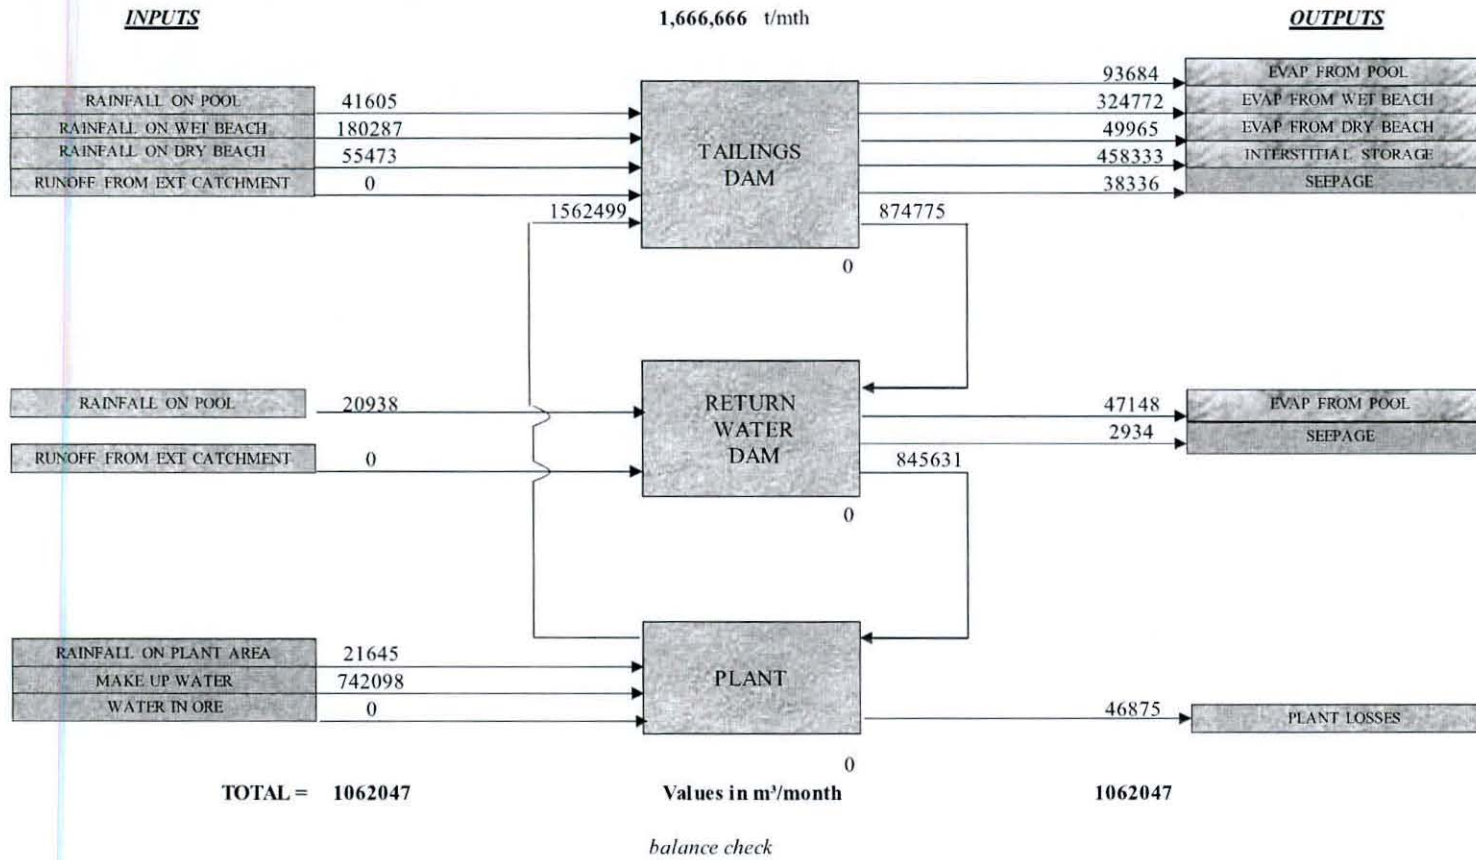 INPUTS
1,666,666 t/mth
OUTPUTS
RAINFALL ON POOL 41605
RAINFALL ON WET BEACH 180287
RAINFALL ON DRY BEACH 55473
RUNOFF FROM EXT CATCHMENT 0
1562499
TAILINGS
DAM
0
93684 EVAP FROM POOL
324772 EVAP FROM WET BEACH
49965 EVAP FROM DRY BEACH
458333 INTERSTITIAL STORAGE
38336 SEEPAGE
874775
RAINFALL ON POOL 20938
RUNOFF FROM EXT CATCHMENT 0
RETURN
WATER
DAM
0
47148 EVAP FROM POOL
2934 SEEPAGE
845631
RAINFALL ON PLANT AREA 21645
MAKE UP WATER 742098
WATER IN ORE 0
PLANT
0
46875 PLANT LOSSES
TOTAL = 1062047 Values in m³/month 1062047
balance check